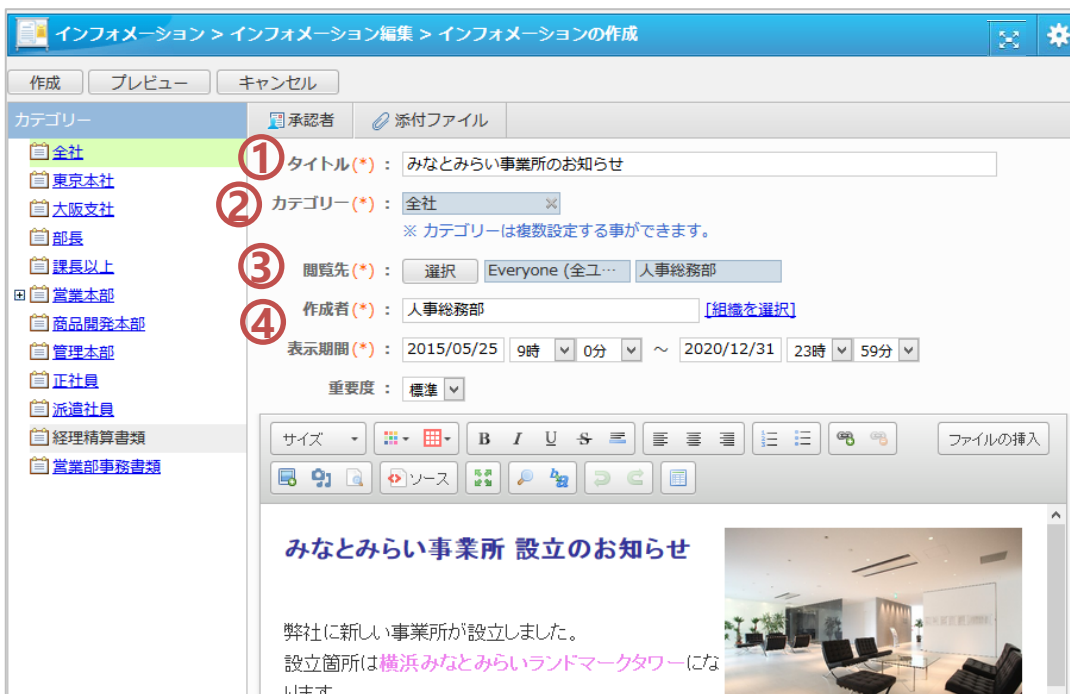 インフォメーション > インフォメーション編集 > インフォメーションの作成
作成 プレビュー キャンセル
カテゴリー
全社
東京本社
大阪支社
部長
課長以上
営業本部
商品開発本部
管理本部
正社員
派遣社員
経理精算書類
営業部事務書類
承認者 添付ファイル
① タイトル(*) : みなとみらい事業所のお知らせ
② カテゴリー(*) : 全社
※ カテゴリーは複数設定する事ができます。
③ 閲覧先(*) : 選択 Everyone (全ユ… 人事総務部
④ 作成者(*) : 人事総務部 [組織を選択]
表示期間(*) : 2015/05/25 9時 0分 ～ 2020/12/31 23時 59分
重要度 : 標準
サイズ B I U S ファイルの挿入
ソース
みなとみらい事業所 設立のお知らせ
弊社に新しい事業所が設立しました。
設立箇所は横浜みなとみらいランドマークタワーにな
ります